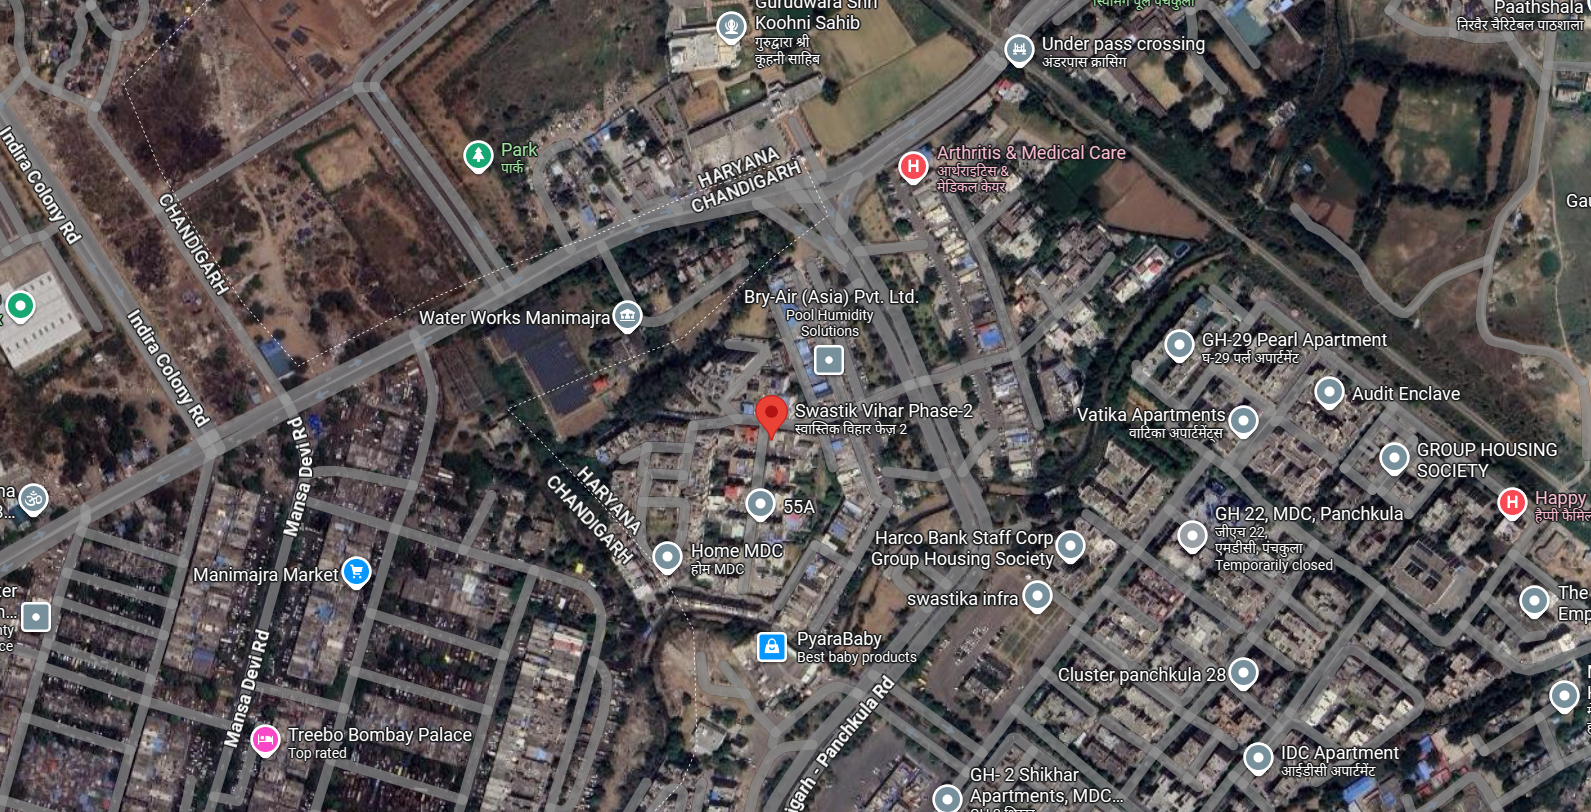 Gurudwara Shri
Koohni Sahib
गुरुद्वारा श्री
कूहनी साहिब
स्विमिंग पूल पंचकुला
Paathshala
निरवैर चैरिटेबल पाठशाला
Under pass crossing
अंडरपास क्रासिंग
Park
पार्क
HARYANA
CHANDIGARH
Arthritis & Medical Care
आर्थराइटिस &
मेडिकल केयर
Indira Colony Rd
CHANDIGARH
Gau
Bry-Air (Asia) Pvt. Ltd.
Pool Humidity
Solutions
Water Works Manimajra
Indira Colony Rd
GH-29 Pearl Apartment
घ-29 पर्ल अपार्टमेंट
Audit Enclave
Swastik Vihar Phase-2
स्वास्तिक विहार फेज़ 2
Vatika Apartments
वाटिका अपार्टमेंट्स
GROUP HOUSING
SOCIETY
Mansa Devi Rd
HARYANA
CHANDIGARH
55A
Happy
हैप्पी फैमिल
GH 22, MDC, Panchkula
जीएच 22,
एमडीसी, पंचकुला
Temporarily closed
Harco Bank Staff Corp
Group Housing Society
Home MDC
होम MDC
Manimajra Market
swastika infra
The
Emp
PyaraBaby
Best baby products
Mansa Devi Rd
Cluster panchkula 28
igarh - Panchkula Rd
Treebo Bombay Palace
Top rated
IDC Apartment
आईडीसी अपार्टमेंट
GH- 2 Shikhar
Apartments, MDC...